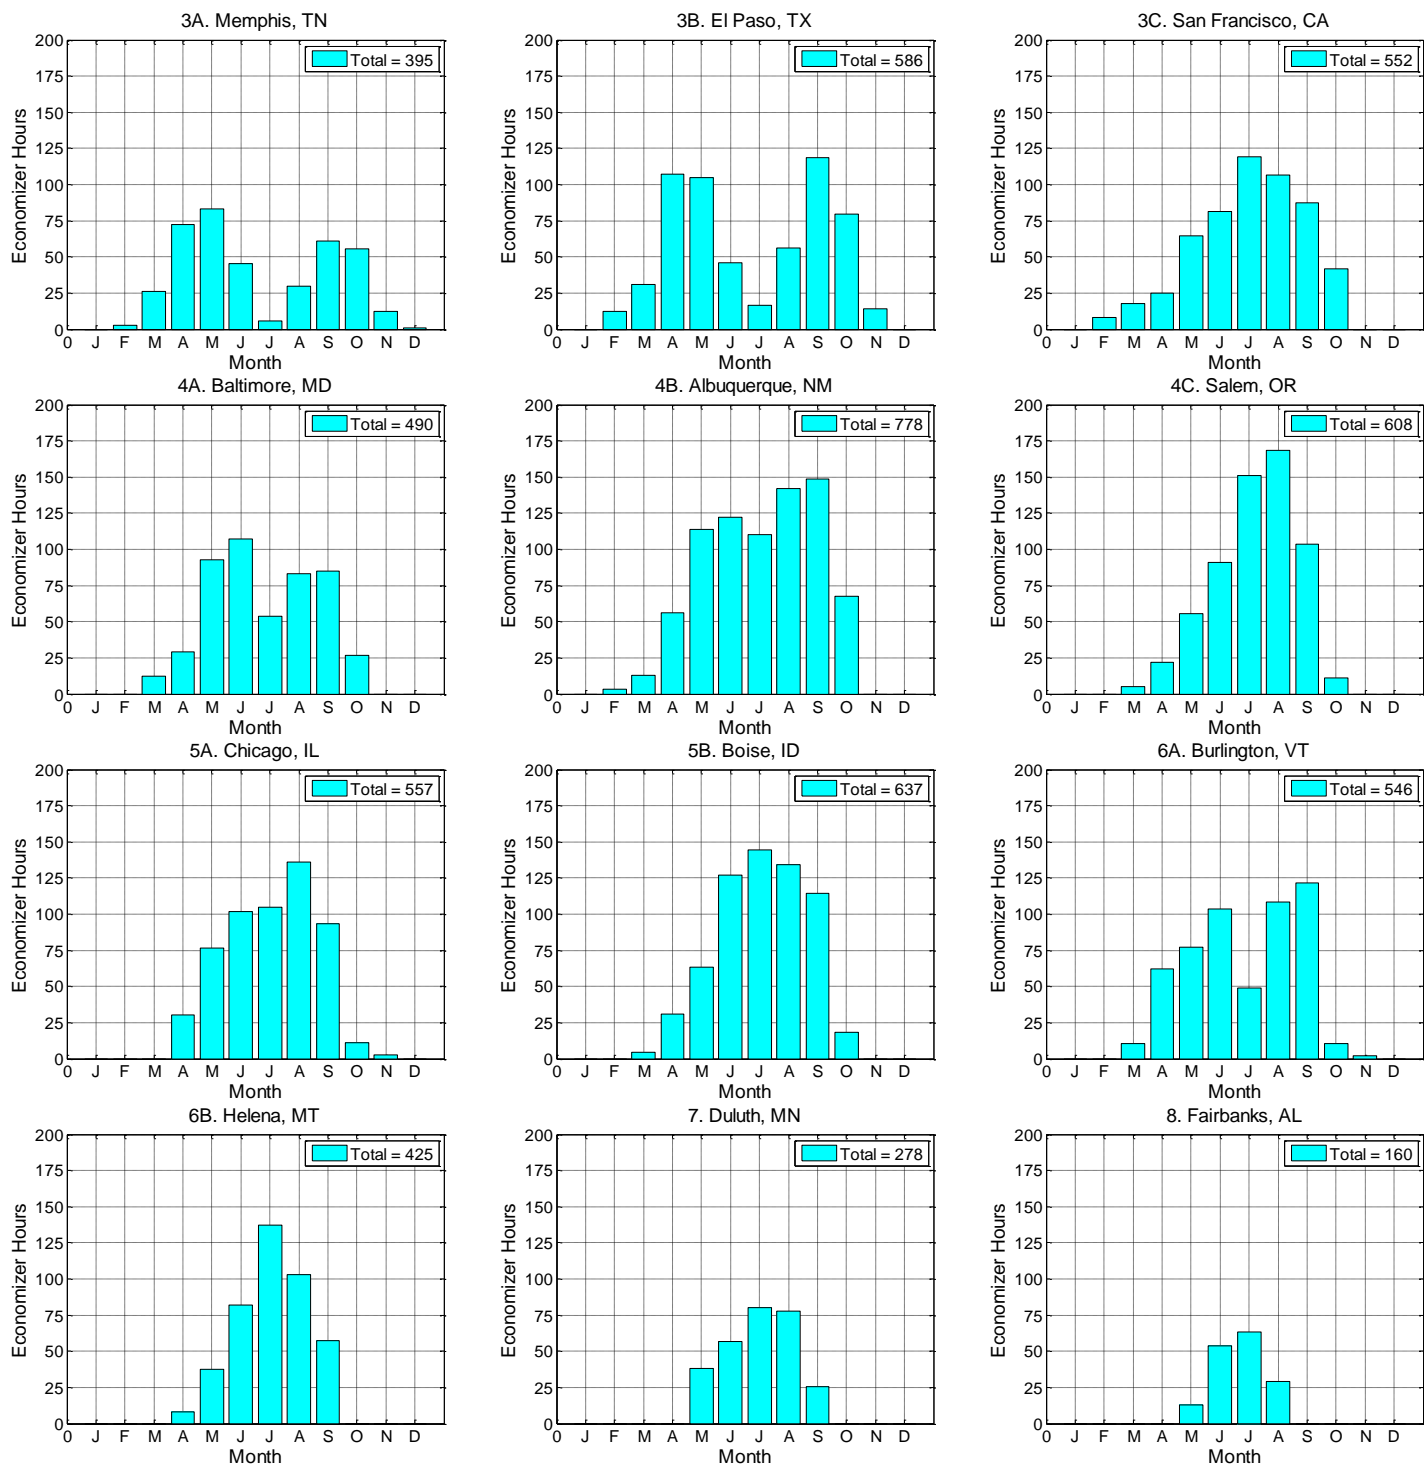 3A. Memphis, TN
Total = 395
Economizer Hours
200
175
150
125
100
75
50
25
0
0 J F M A M J J A S O N D
Month
3B. El Paso, TX
Total = 586
Economizer Hours
200
175
150
125
100
75
50
25
0
0 J F M A M J J A S O N D
Month
3C. San Francisco, CA
Total = 552
Economizer Hours
200
175
150
125
100
75
50
25
0
0 J F M A M J J A S O N D
Month
4A. Baltimore, MD
Total = 490
Economizer Hours
200
175
150
125
100
75
50
25
0
0 J F M A M J J A S O N D
Month
4B. Albuquerque, NM
Total = 778
Economizer Hours
200
175
150
125
100
75
50
25
0
0 J F M A M J J A S O N D
Month
4C. Salem, OR
Total = 608
Economizer Hours
200
175
150
125
100
75
50
25
0
0 J F M A M J J A S O N D
Month
5A. Chicago, IL
Total = 557
Economizer Hours
200
175
150
125
100
75
50
25
0
0 J F M A M J J A S O N D
Month
5B. Boise, ID
Total = 637
Economizer Hours
200
175
150
125
100
75
50
25
0
0 J F M A M J J A S O N D
Month
6A. Burlington, VT
Total = 546
Economizer Hours
200
175
150
125
100
75
50
25
0
0 J F M A M J J A S O N D
Month
6B. Helena, MT
Total = 425
Economizer Hours
200
175
150
125
100
75
50
25
0
0 J F M A M J J A S O N D
Month
7. Duluth, MN
Total = 278
Economizer Hours
200
175
150
125
100
75
50
25
0
0 J F M A M J J A S O N D
Month
8. Fairbanks, AL
Total = 160
Economizer Hours
200
175
150
125
100
75
50
25
0
0 J F M A M J J A S O N D
Month